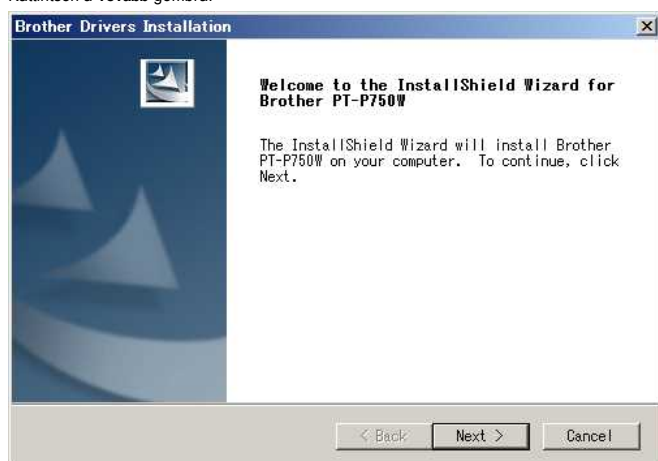 Kattintson a Tovább gombra.
Brother Drivers Installation
Welcome to the InstallShield Wizard for
Brother PT-P750W
The InstallShield Wizard will install Brother
PT-P750W on your computer. To continue, click
Next.
< Back
Next >
Cancel